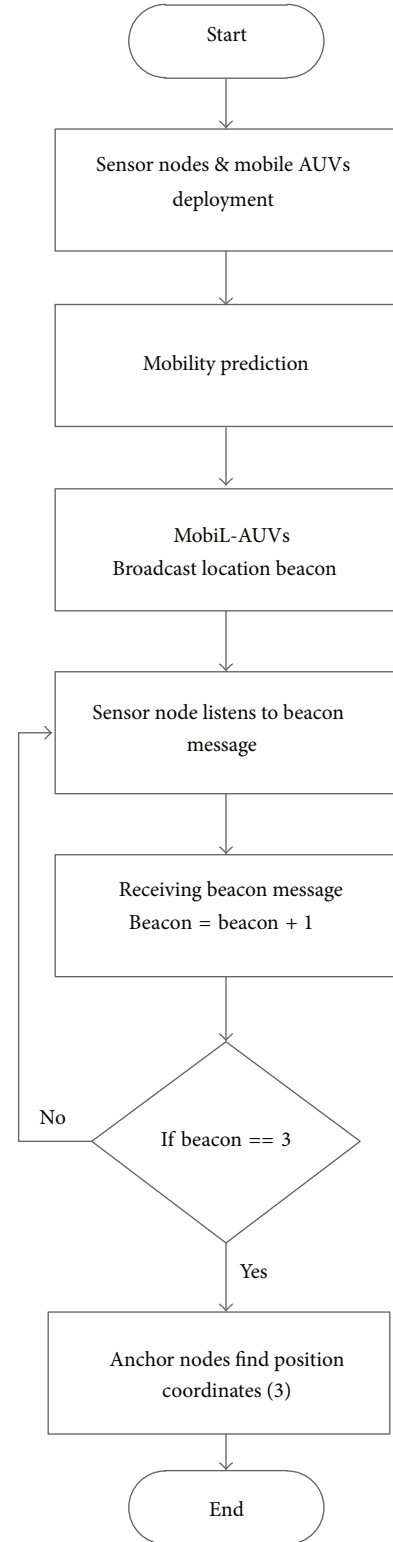 Start
Sensor nodes & mobile AUVs
deployment
Mobility prediction
MobiL-AUVs
Broadcast location beacon
Sensor node listens to beacon
message
Receiving beacon message
Beacon = beacon + 1
No
If beacon == 3
Yes
Anchor nodes find position
coordinates (3)
End